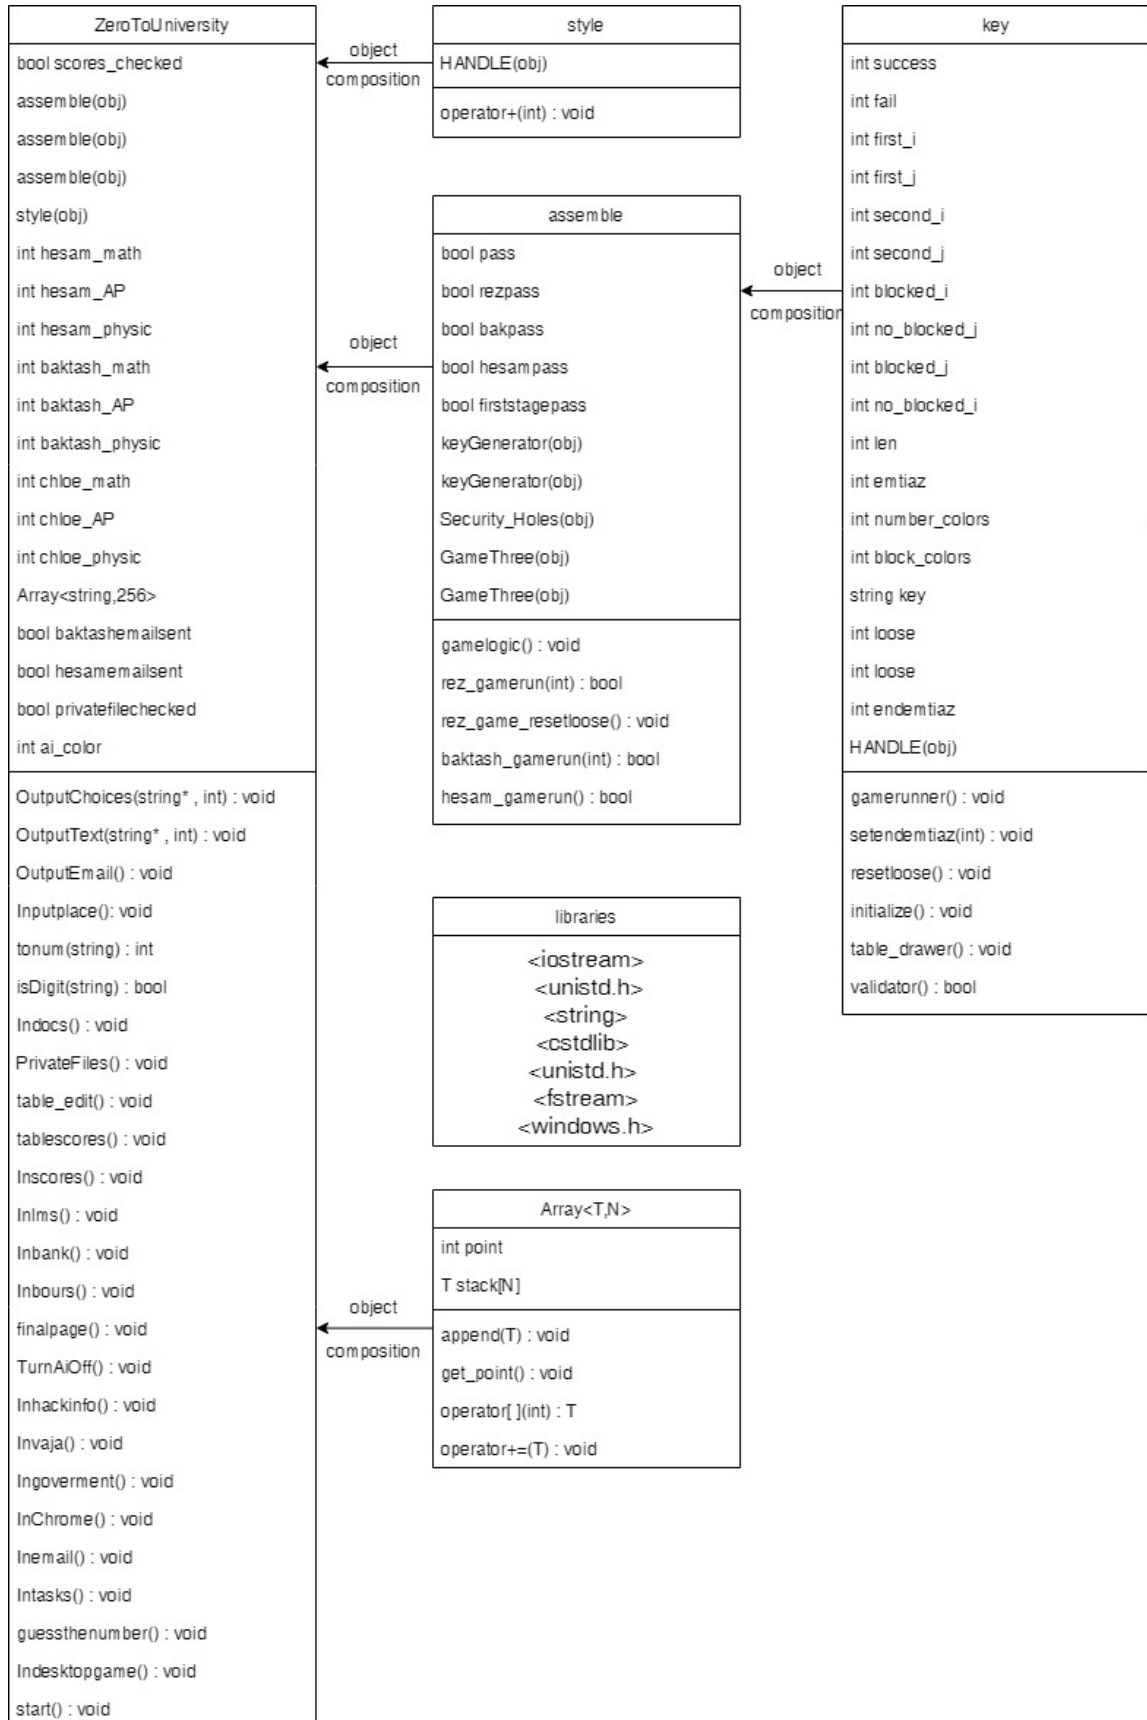 ZeroToUniversity
bool scores_checked
assemble(obj)
assemble(obj)
assemble(obj)
style(obj)
int hesam_math
int hesam_AP
int hesam_physic
int baktash_math
int baktash_AP
int baktash_physic
int chloe_math
int chloe_AP
int chloe_physic
Array<string,256>
bool baktashemailsent
bool hesamemailsent
bool privatefilechecked
int ai_color
OutputChoices(string* , int) : void
OutputText(string* , int) : void
OutputEmail() : void
Inputplace(): void
tonum(string) : int
isDigit(string) : bool
Indocs() : void
PrivateFiles() : void
table_edit() : void
tablescores() : void
Inscores() : void
Inlms() : void
Inbank() : void
Inbours() : void
finalpage() : void
TurnAiOff() : void
Inhackinfo() : void
Invaja() : void
Ingoverment() : void
InChrome() : void
Inemail() : void
Intasks() : void
guessthenumber() : void
Indesktopgame() : void
start() : void
object
composition
style
HANDLE(obj)
operator+(int) : void
object
composition
assemble
bool pass
bool rezpass
bool bakpass
bool hesampass
bool firststagepass
keyGenerator(obj)
keyGenerator(obj)
Security_Holes(obj)
GameThree(obj)
GameThree(obj)
gamelogic() : void
rez_gamerun(int) : bool
rez_game_resetloose() : void
baktash_gamerun(int) : bool
hesam_gamerun() : bool
libraries
<iostream>
<unistd.h>
<string>
<cstdlib>
<unistd.h>
<fstream>
<windows.h>
object
composition
Array<T,N>
int point
T stack[N]
append(T) : void
get_point() : void
operator[ ](int) : T
operator+=(T) : void
object
composition
key
int success
int fail
int first_i
int first_j
int second_i
int second_j
int blocked_i
int no_blocked_j
int blocked_j
int no_blocked_i
int len
int emtiaz
int number_colors
int block_colors
string key
int loose
int loose
int endemtiaz
HANDLE(obj)
gamerunner() : void
setendemtiaz(int) : void
resetloose() : void
initialize() : void
table_drawer() : void
validator() : bool